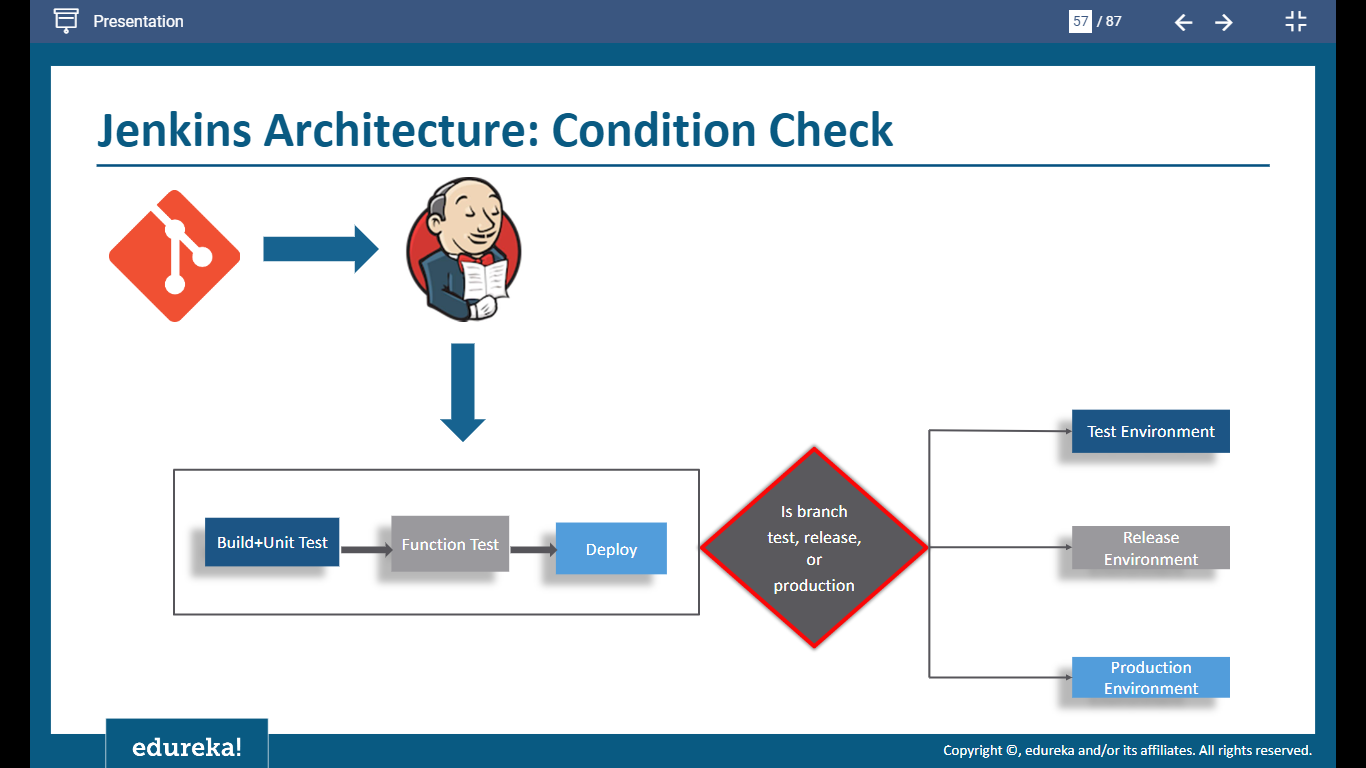 Presentation
57 / 87
Jenkins Architecture: Condition Check
Build+Unit Test
Function Test
Deploy
Is branch
test, release,
or
production
Test Environment
Release
Environment
Production
Environment
edureka!
Copyright ©, edureka and/or its affiliates. All rights reserved.